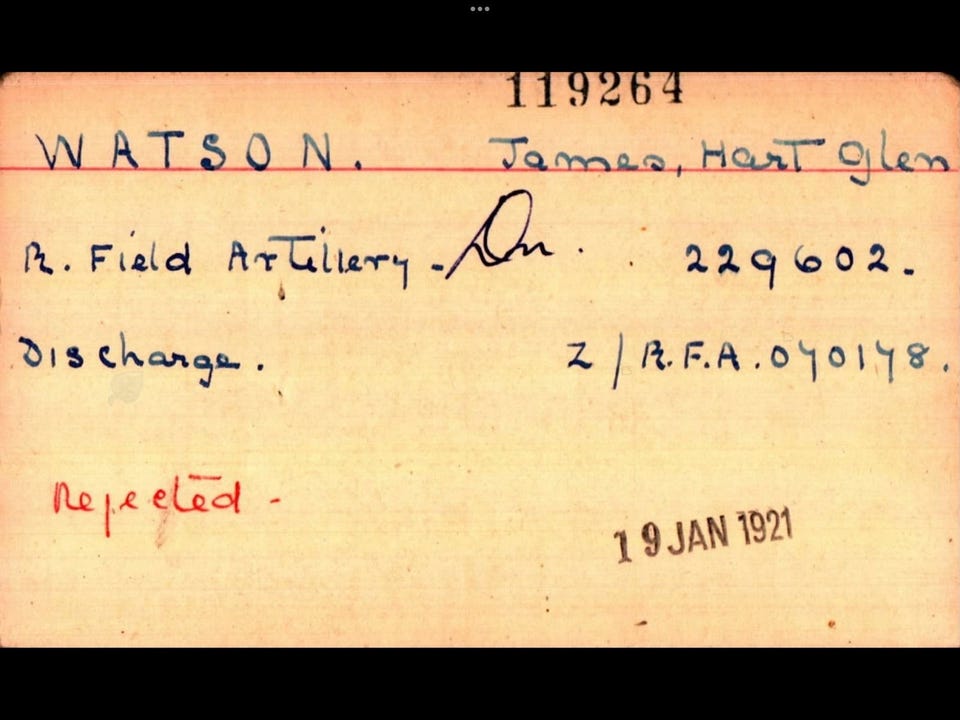 119264
WATSON. James, Hart Glen
R. Field Artillery - Dr. 229602.
Discharge. Z / R.F.A. 070178.
Rejected -
19 JAN 1921